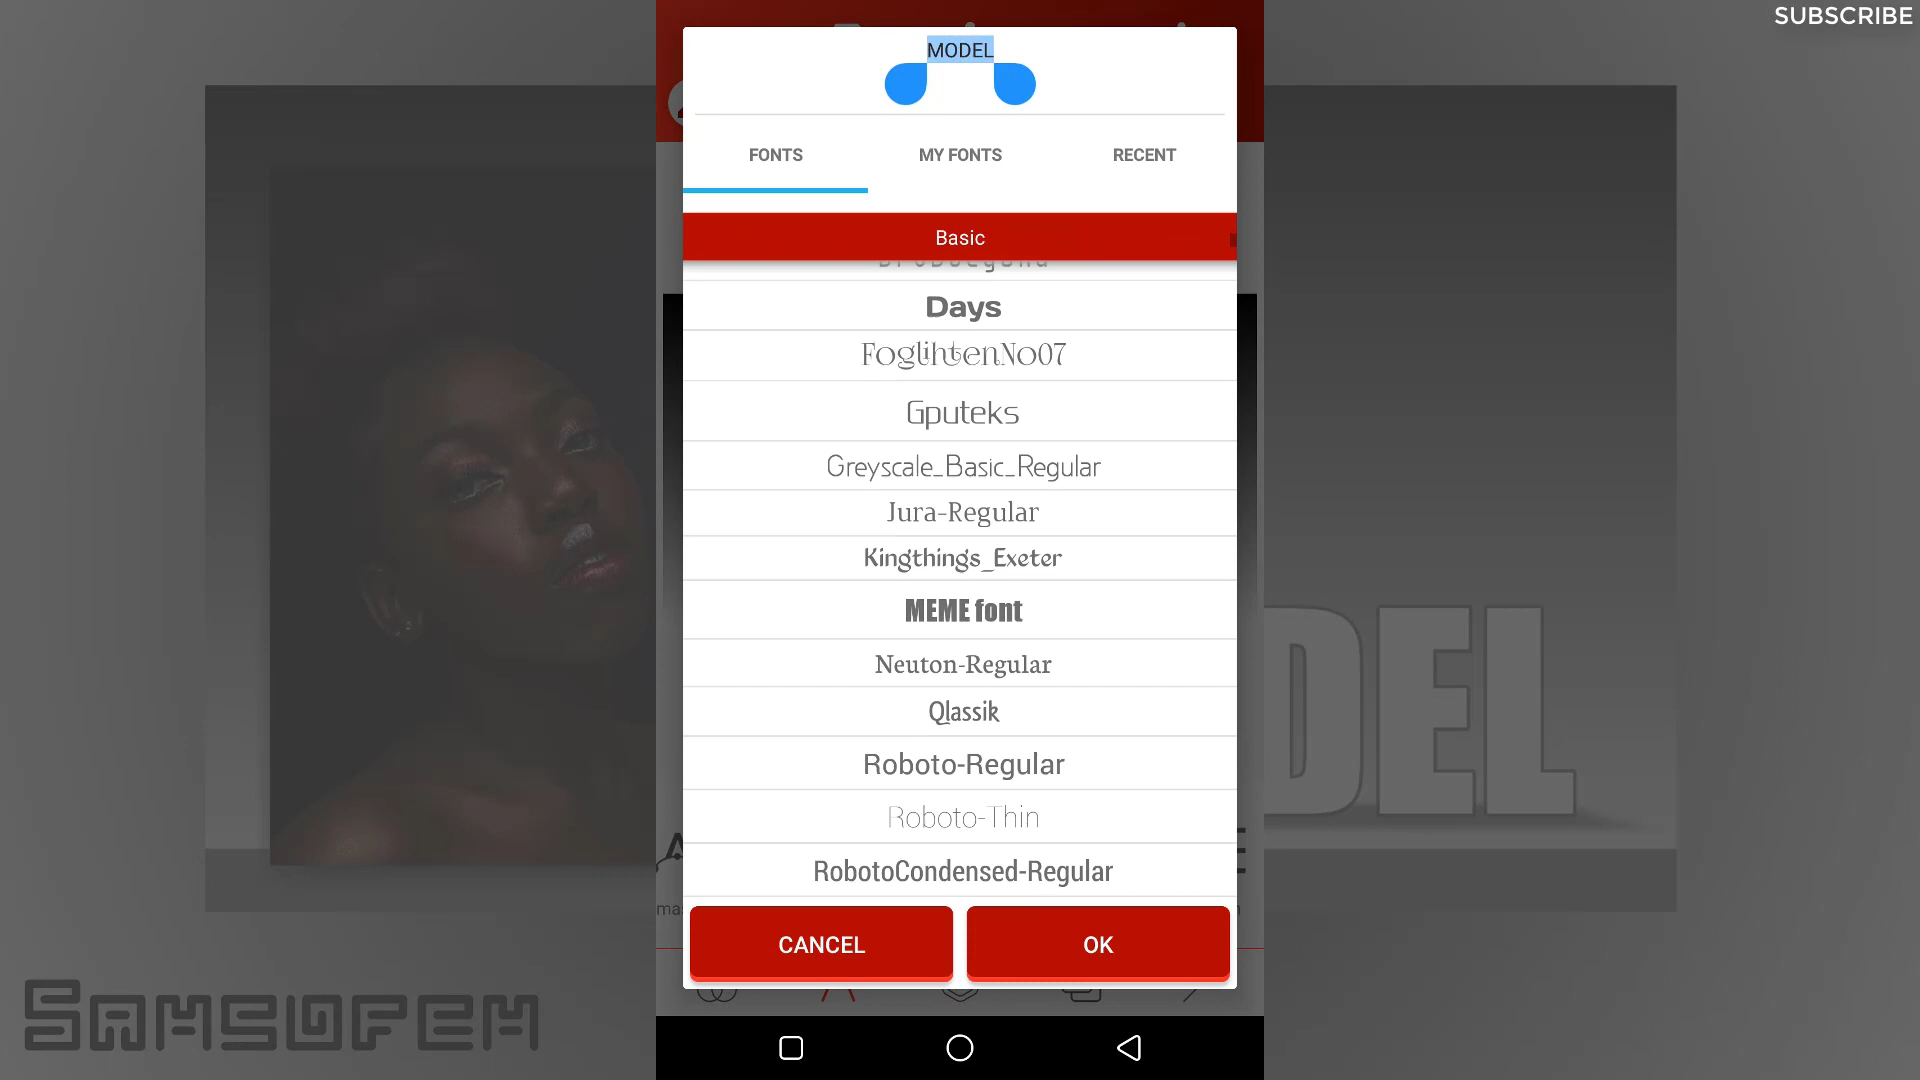 SUBSCRIBE
MODEL
FONTS
MY FONTS
RECENT
Basic
Days
FoglihtenNo07
Gputeks
Greyscale_Basic_Regular
Jura-Regular
Kingthings_Exeter
MEME font
Neuton-Regular
Qlassik
Roboto-Regular
Roboto-Thin
RobotoCondensed-Regular
CANCEL
OK
DEL
SAMSUFEM